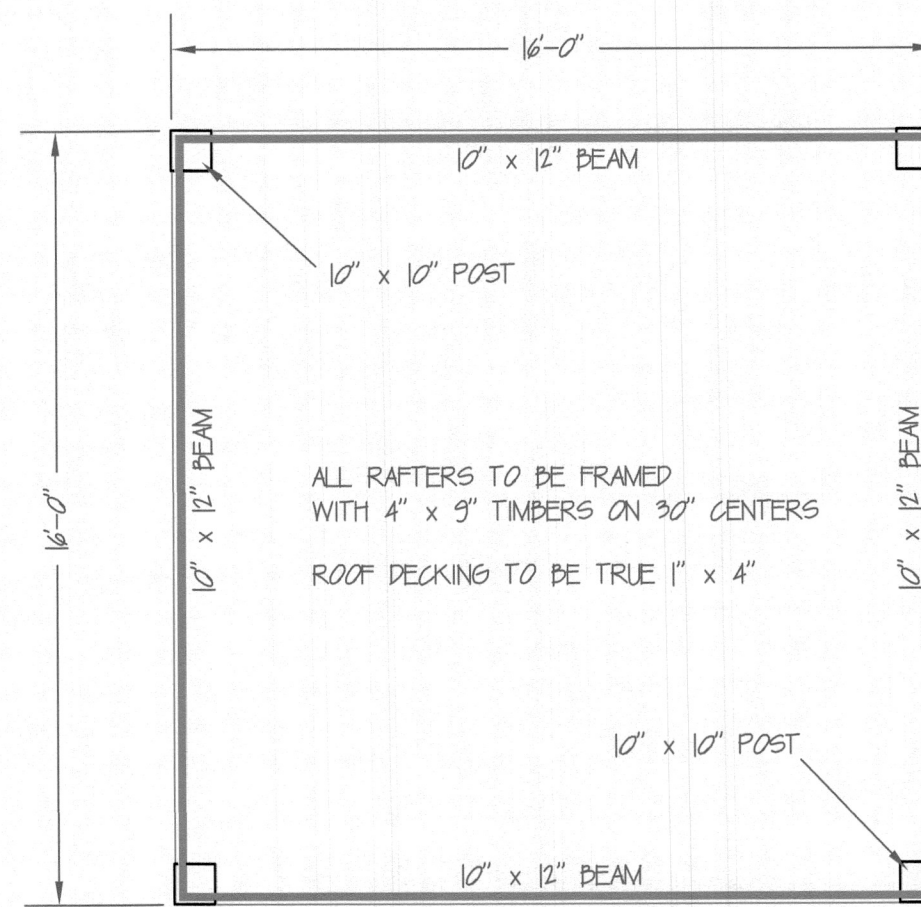 16'-0"
10" x 12" BEAM
10" x 10" POST
10" x 12" BEAM
10" x 12" BEAM
16'-0"
ALL RAFTERS TO BE FRAMED
WITH 4" x 9" TIMBERS ON 30" CENTERS
ROOF DECKING TO BE TRUE 1" x 4"
10" x 10" POST
10" x 12" BEAM